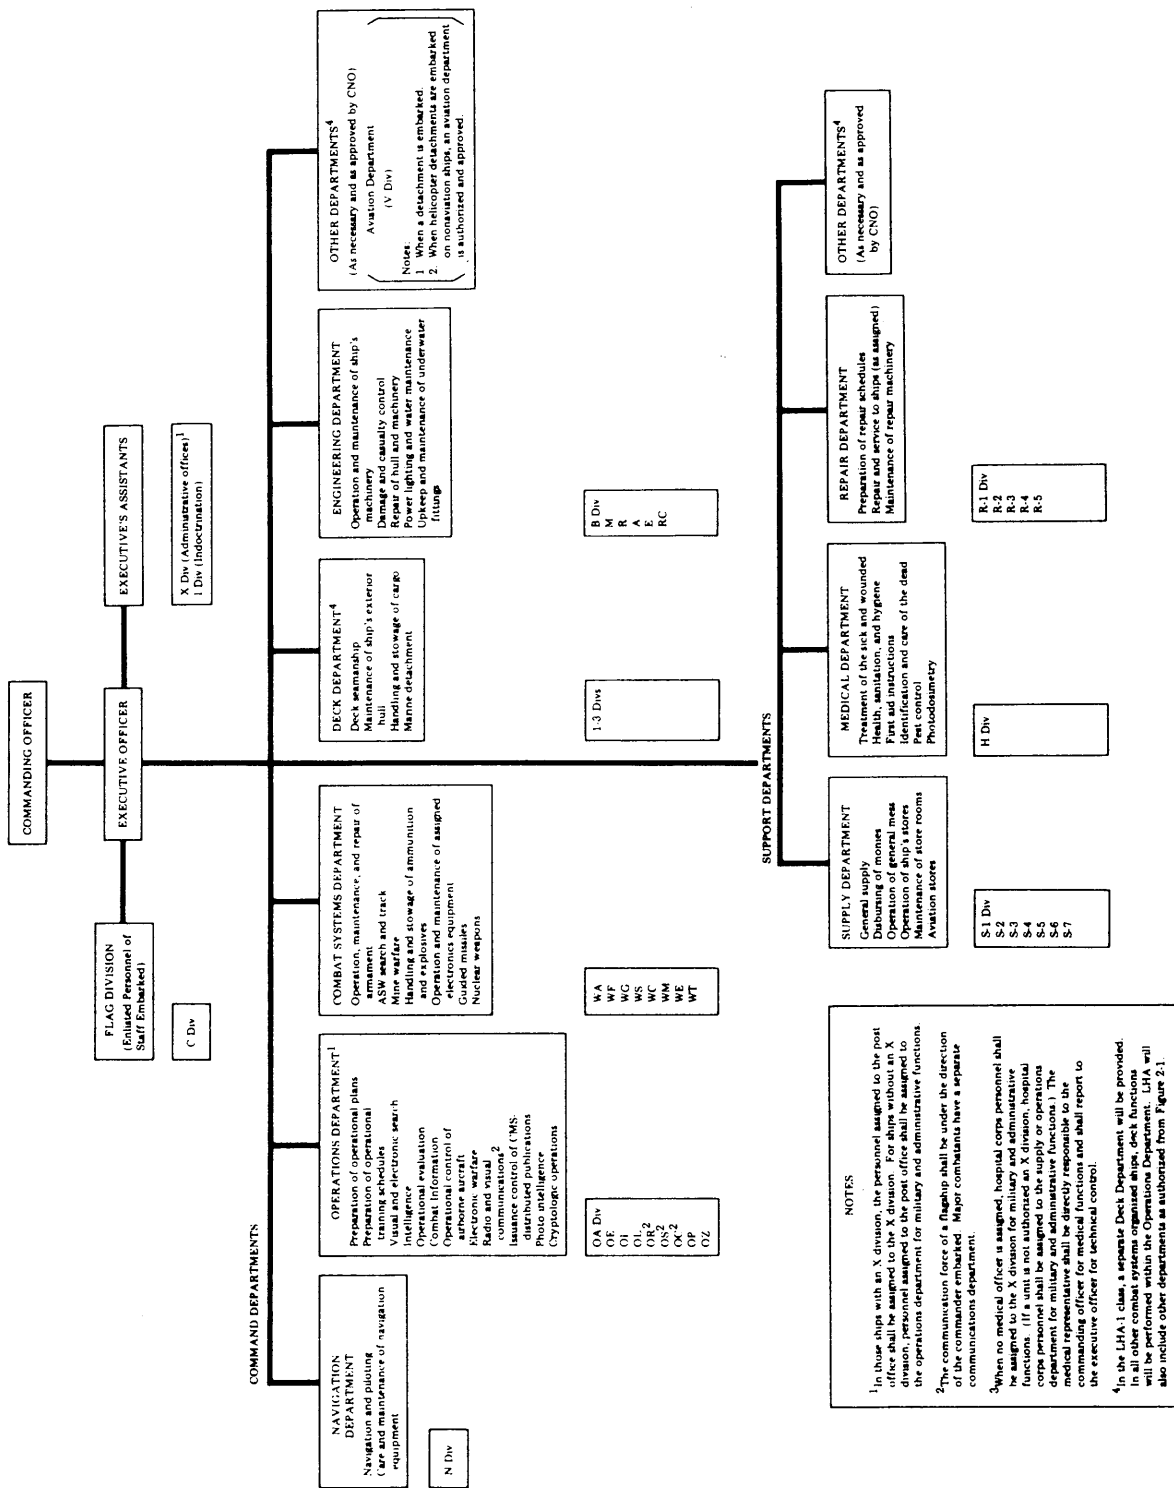 COMMANDING OFFICER
FLAG DIVISION
(Enlisted Personnel of
Staff Embarked)
C Div
EXECUTIVE OFFICER
EXECUTIVE'S ASSISTANTS
X Div (Administrative offices)1
I Div (Indoctrination)
COMMAND DEPARTMENTS
NAVIGATION
DEPARTMENT
Navigation and piloting
Care and maintenance of navigation
equipment
N Div
OPERATIONS DEPARTMENT1
Preparation of operational plans
Preparation of operational
training schedules
Visual and electronic search
Intelligence
Operational evaluation
Combat Information
Operational control of
airborne aircraft
Electronic warfare
Radio and visual
communications2
Issuance control of CMS-
distributed publications
Photo intelligence
Cryptologic operations
OA Div
OE
OI
OL
OR2
OS2
OC2
OP
OZ
COMBAT SYSTEMS DEPARTMENT
Operation, maintenance, and repair of
armament
ASW search and track
Mine warfare
Handling and stowage of ammunition
and explosives
Operation and maintenance of assigned
electronics equipment
Guided missiles
Nuclear weapons
WA
WF
WG
WS
WC
WM
WE
WT
DECK DEPARTMENT4
Deck seamanship
Maintenance of ship's exterior
hull
Handling and stowage of cargo
Marine detachment
1-3 Divs
ENGINEERING DEPARTMENT
Operation and maintenance of ship's
machinery
Damage and casualty control
Repair of hull and machinery
Power lighting and water maintenance
Upkeep and maintenance of underwater
fittings
B Div
M
R
A
E
RC
OTHER DEPARTMENTS4
(As necessary and as approved by CNO)
Aviation Department
(V Div)
Notes:
1 When a detachment is embarked.
2. When helicopter detachments are embarked
on nonaviation ships, an aviation department
is authorized and approved.
SUPPORT DEPARTMENTS
SUPPLY DEPARTMENT
General supply
Disbursing of monies
Operation of general mess
Operation of ship's stores
Maintenance of store rooms
Aviation stores
S-1 Div
S-2
S-3
S-4
S-5
S-6
S-7
MEDICAL DEPARTMENT
Treatment of the sick and wounded
Health, sanitation, and hygiene
First aid instructions
Identification and care of the dead
Pest control
Photodosimetry
H Div
REPAIR DEPARTMENT
Preparation of repair schedules
Repair and service to ships (as assigned)
Maintenance of repair machinery
R-1 Div
R-2
R-3
R-4
R-5
OTHER DEPARTMENTS4
(As necessary and as approved
by CNO)
NOTES
1In those ships with an X division, the personnel assigned to the post
office shall be assigned to the X division. For ships without an X
division, personnel assigned to the post office shall be assigned to
the operations department for military and administrative functions.
2The communication force of a flagship shall be under the direction
of the commander embarked. Major combatants have a separate
communications department.
3When no medical officer is assigned, hospital corps personnel shall
be assigned to the X division for military and administrative
functions. (If a unit is not authorized an X division, hospital
corps personnel shall be assigned to the supply or operations
department for military and administrative functions.) The
medical representative shall be directly responsible to the
commanding officer for medical functions and shall report to
the executive officer for technical control.
4In the LHA-1 class, a separate Deck Department will be provided.
In all other combat systems organized ships, deck functions
will be performed within the Operations Department. LHA will
also include other departments as authorized from Figure 2-1.